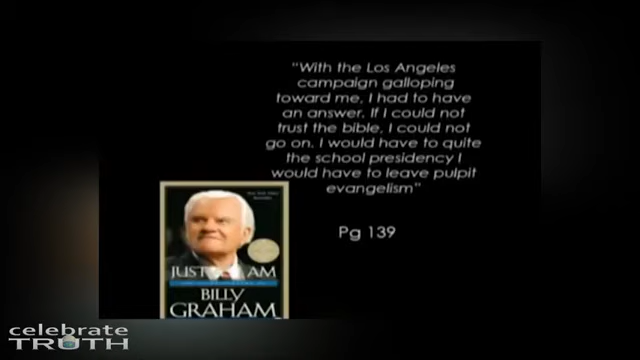 "With the Los Angeles
campaign galloping
toward me, I had to have
an answer. If I could not
trust the bible, I could not
go on. I would have to quite
the school presidency I
would have to leave pulpit
evangelism"
Pg 139
JUST AM
BILLY
GRAHAM
celebrate
TRUTH